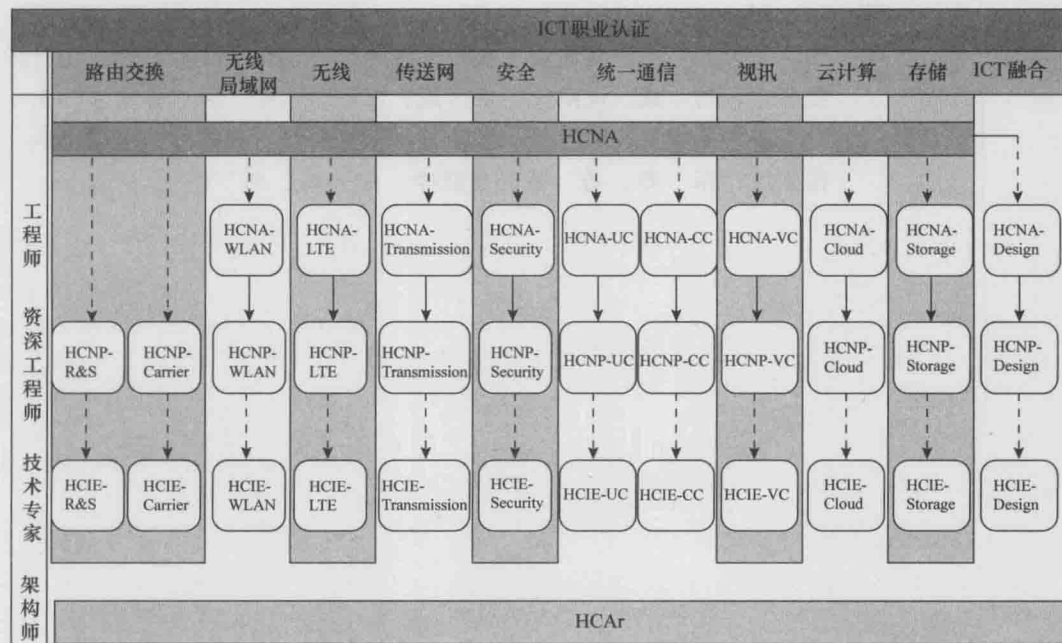 ICT职业认证
路由交换
无线
局域网
无线
传送网
安全
统一通信
视讯
云计算
存储
ICT融合
HCNA
工程师
HCNA-
WLAN
HCNA-
LTE
HCNA-
Transmission
HCNA-
Security
HCNA-UC
HCNA-CC
HCNA-VC
HCNA-
Cloud
HCNA-
Storage
HCNA-
Design
资深工程师
HCNP-
R&S
HCNP-
Carrier
HCNP-
WLAN
HCNP-
LTE
HCNP-
Transmission
HCNP-
Security
HCNP-UC
HCNP-CC
HCNP-VC
HCNP-
Cloud
HCNP-
Storage
HCNP-
Design
技术专家
HCIE-
R&S
HCIE-
Carrier
HCIE-
WLAN
HCIE-
LTE
HCIE-
Transmission
HCIE-
Security
HCIE-UC
HCIE-CC
HCIE-VC
HCIE-
Cloud
HCIE-
Storage
HCIE-
Design
架构师
HCAr